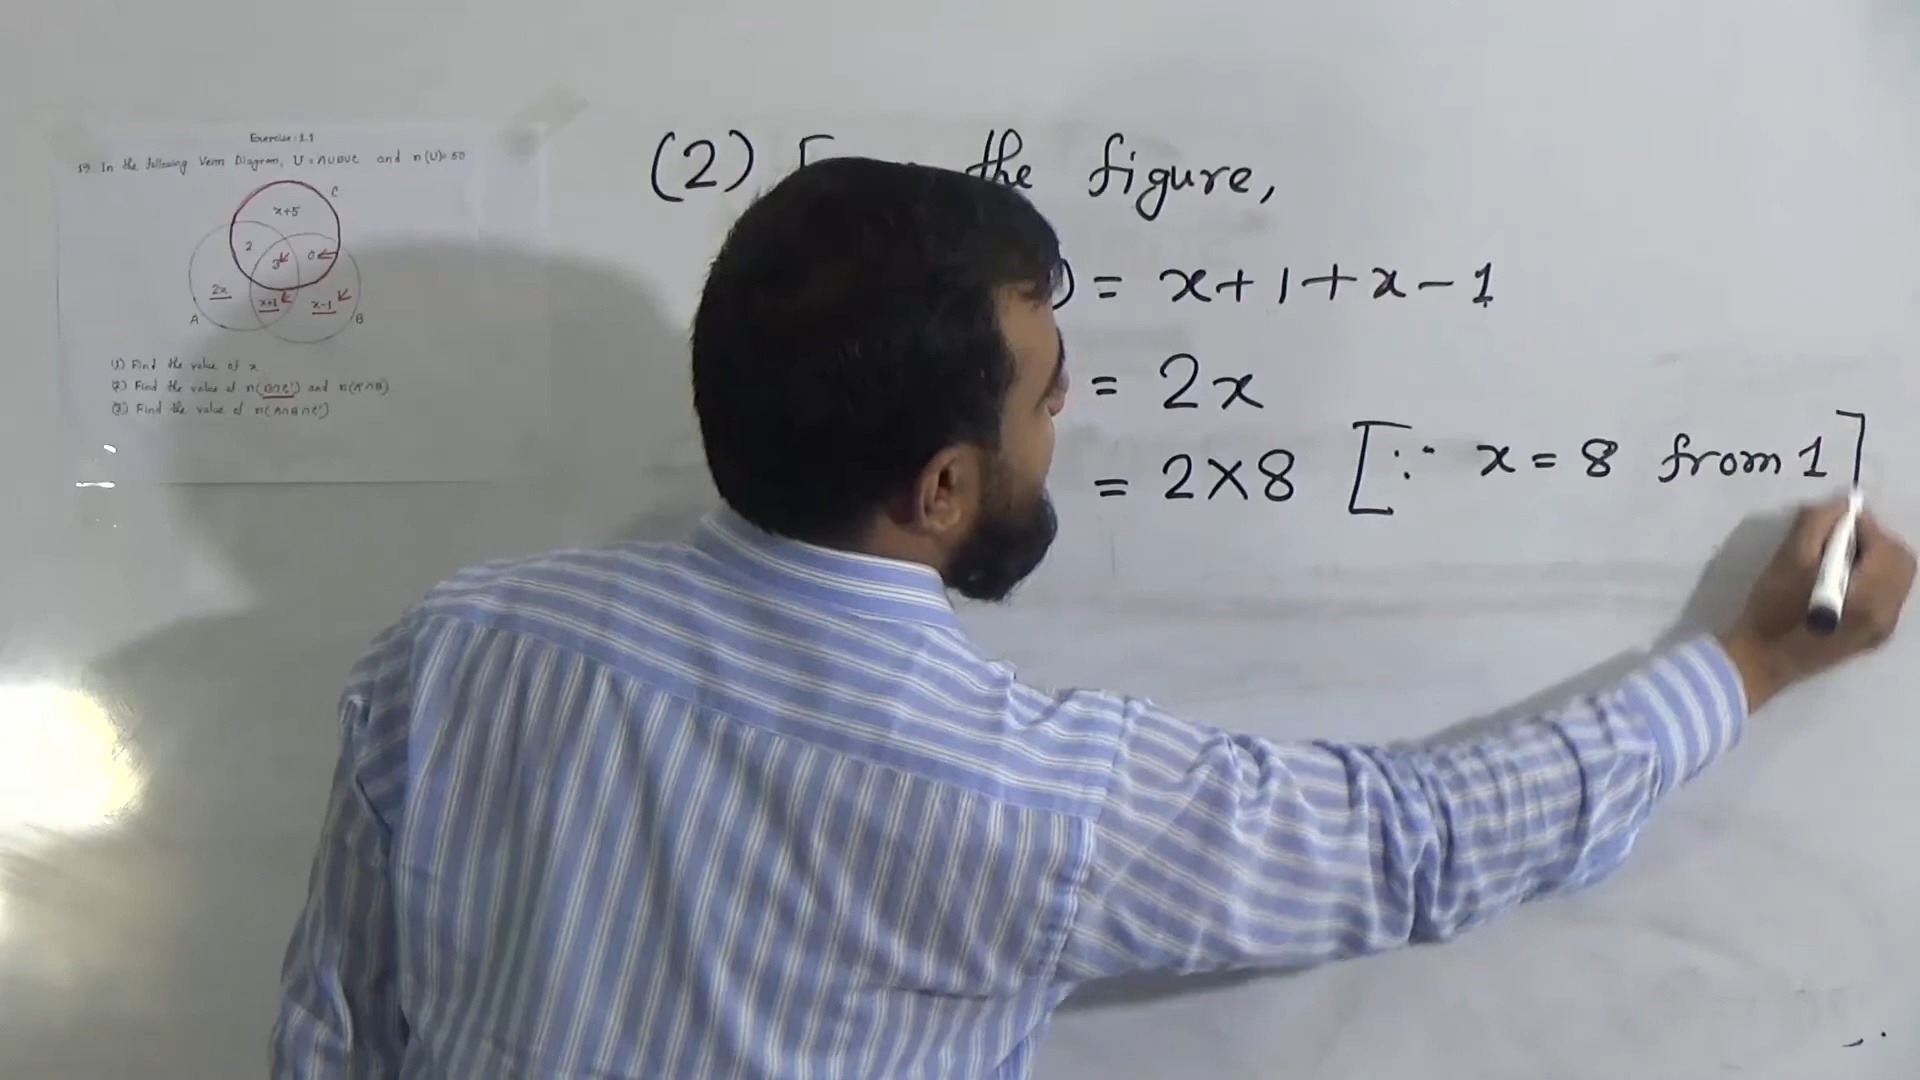 Exercise : 1.1
19. In the following Venn Diagram, U = AUBUC and n(U)= 50
C
x+5
2
3
0
2x
x+1
x-1
A
B
(1) Find the value of x
(2) Find the value of n(B∩C') and n(A'∩B)
(3) Find the value of n(A∩B∩C')
(2) the figure,
) = x+1+x-1
= 2x
= 2×8 [∵ x = 8 from 1]